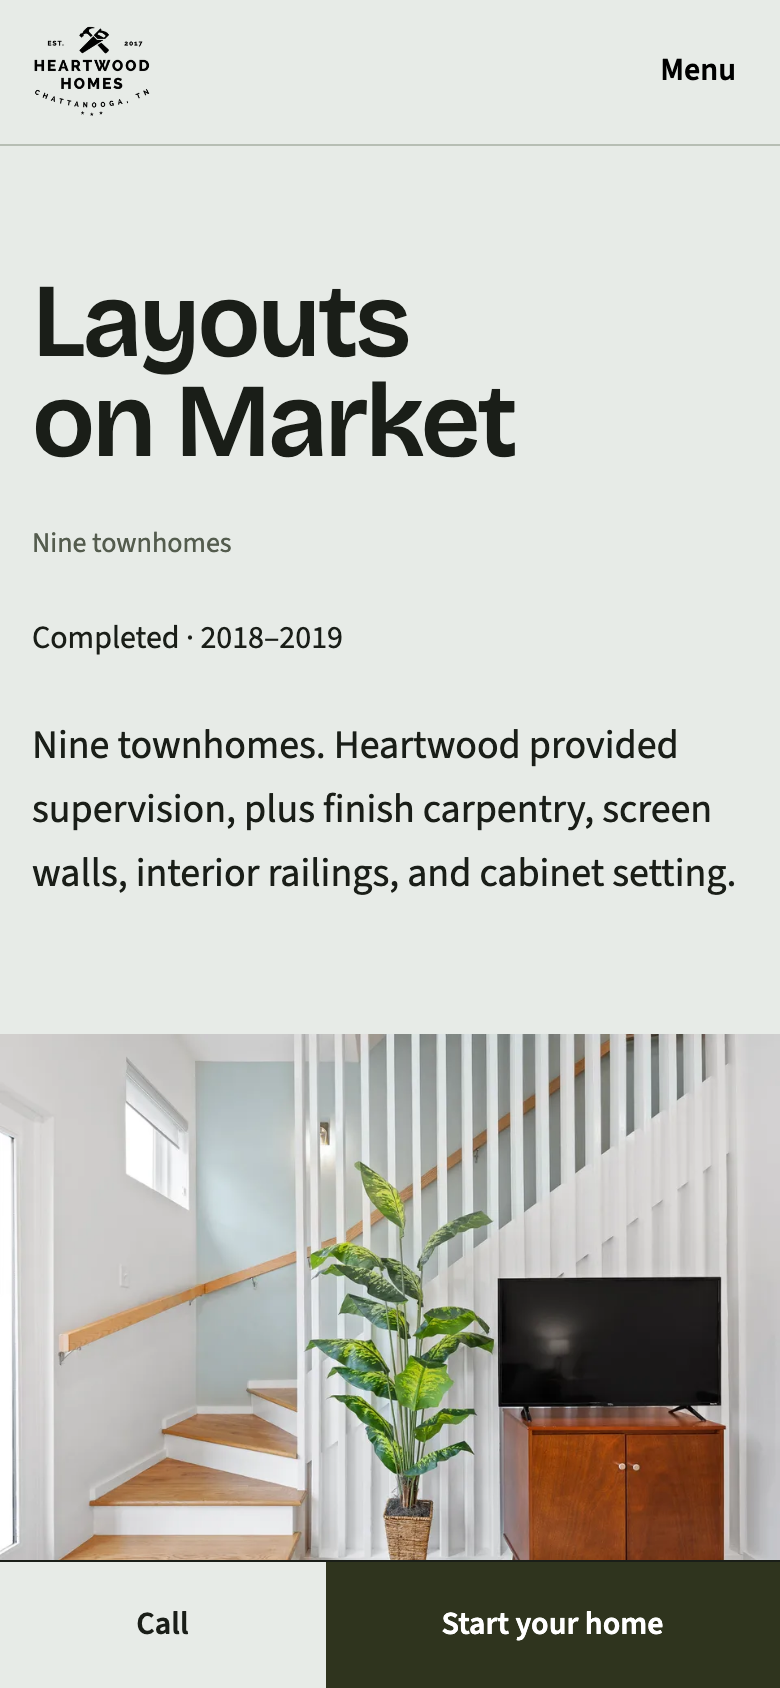 EST. 2017
HEARTWOOD
HOMES
CHATTANOOGA, TN
Menu
Layouts
on Market
Nine townhomes
Completed · 2018–2019
Nine townhomes. Heartwood provided
supervision, plus finish carpentry, screen
walls, interior railings, and cabinet setting.
Call
Start your home